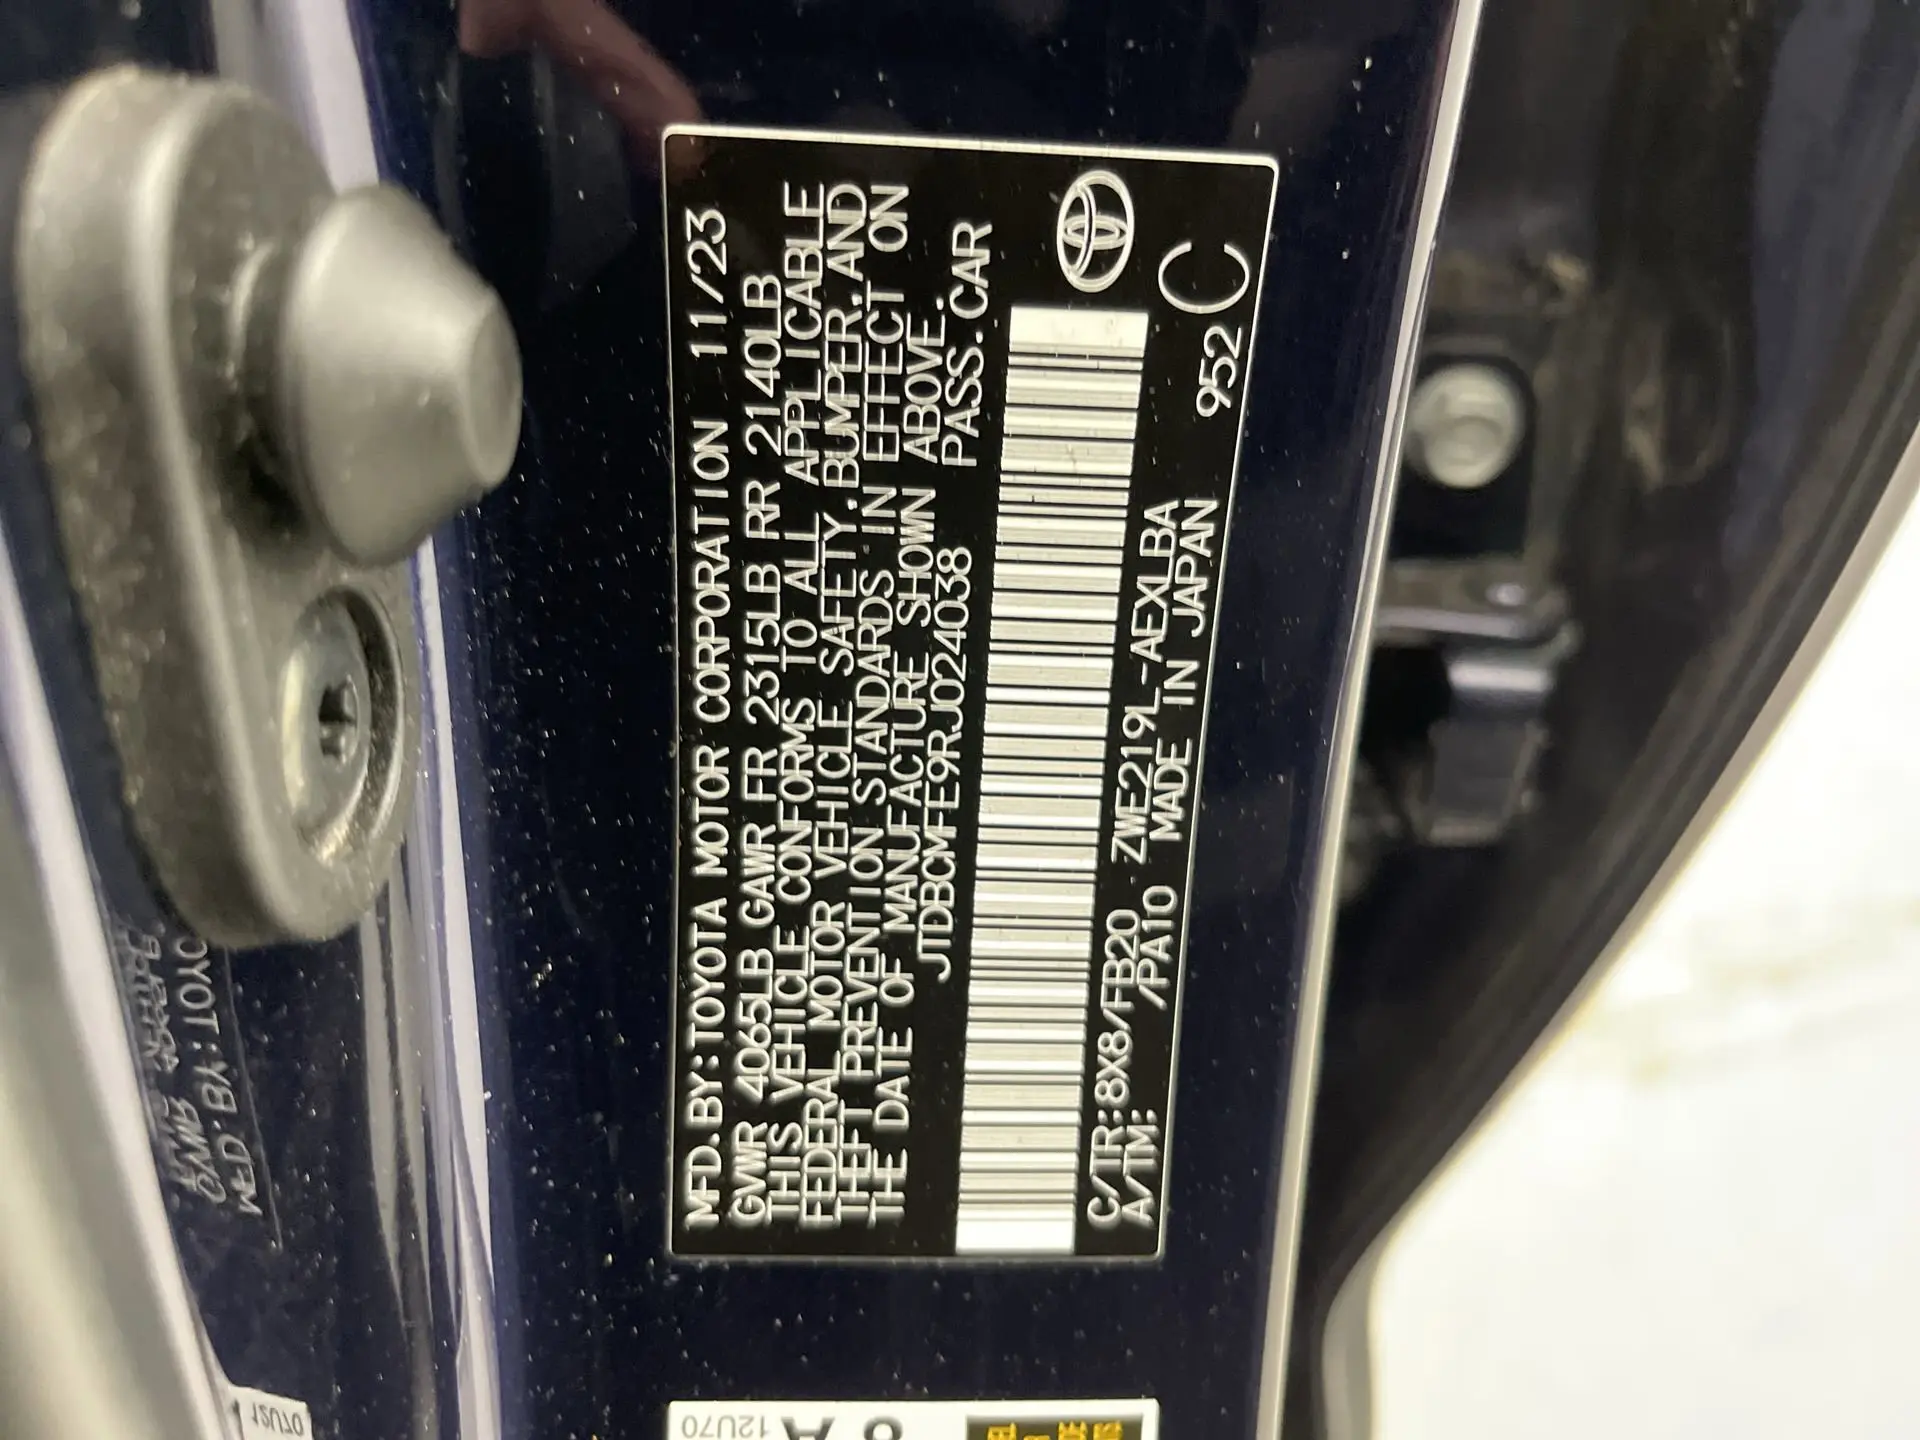 MFD.BY:TOYOTA MOTOR CORPORATION 11/23
GVWR 4065LB GAWR FR 2315LB RR 2140LB
THIS VEHICLE CONFORMS TO ALL APPLICABLE
FEDERAL MOTOR VEHICLE SAFETY,BUMPER,AND
THEFT PREVENTION STANDARDS IN EFFECT ON
THE DATE OF MANUFACTURE SHOWN ABOVE.
JTDBCMFE9RJ024038 PASS.CAR
C/TR:8X8/FB20 ZWE219L-AEXLBA
A/TM: /PA10 MADE IN JAPAN 952 C
12U70